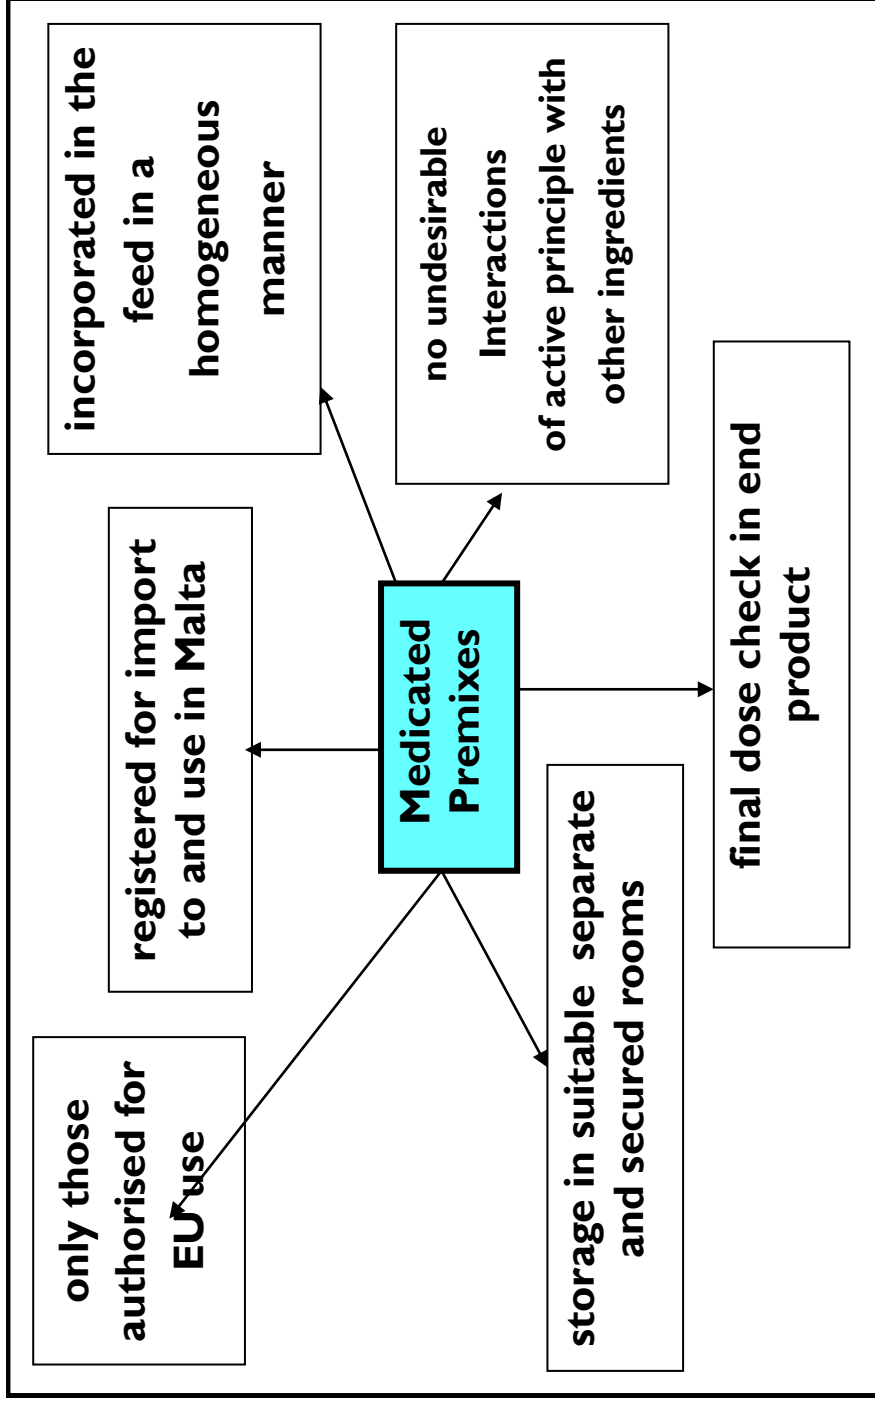 only those
authorised for
EU use
registered for import
to and use in Malta
incorporated in the
feed in a
homogeneous
manner
Medicated
Premixes
no undesirable
Interactions
of active principle with
other ingredients
storage in suitable separate
and secured rooms
final dose check in end
product